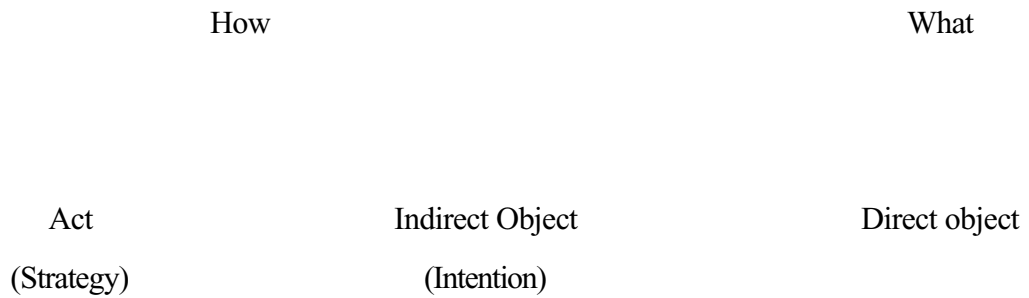 How What
Act Indirect Object Direct object
(Strategy) (Intention)